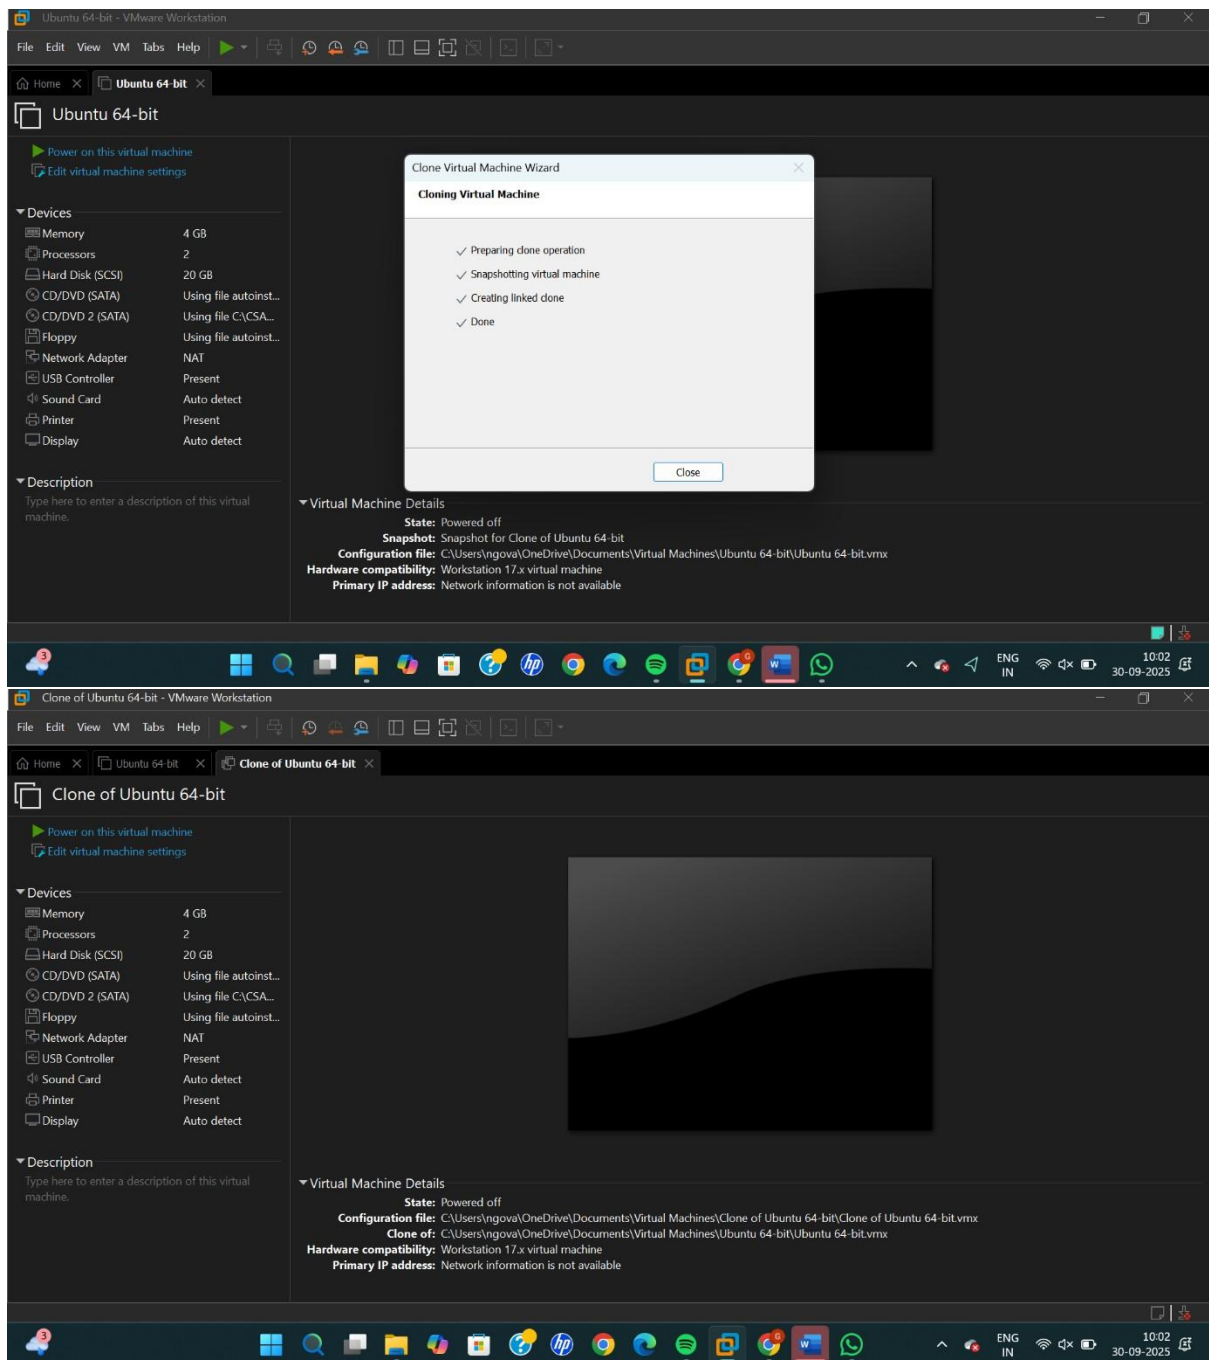 Ubuntu 64-bit - VMware Workstation
File Edit View VM Tabs Help
Home
Ubuntu 64-bit
Ubuntu 64-bit
Power on this virtual machine
Edit virtual machine settings
Devices
Memory 4 GB
Processors 2
Hard Disk (SCSI) 20 GB
CD/DVD (SATA) Using file autoinst...
CD/DVD 2 (SATA) Using file C:\CSA...
Floppy Using file autoinst...
Network Adapter NAT
USB Controller Present
Sound Card Auto detect
Printer Present
Display Auto detect
Description
Type here to enter a description of this virtual
machine.
Clone Virtual Machine Wizard
Cloning Virtual Machine
Preparing clone operation
Snapshotting virtual machine
Creating linked clone
Done
Close
Virtual Machine Details
State: Powered off
Snapshot: Snapshot for Clone of Ubuntu 64-bit
Configuration file: C:\Users\ngova\OneDrive\Documents\Virtual Machines\Ubuntu 64-bit\Ubuntu 64-bit.vmx
Hardware compatibility: Workstation 17.x virtual machine
Primary IP address: Network information is not available
3
hp
G
W
ENG
IN
10:02
30-09-2025
Clone of Ubuntu 64-bit - VMware Workstation
File Edit View VM Tabs Help
Home
Ubuntu 64-bit
Clone of Ubuntu 64-bit
Clone of Ubuntu 64-bit
Power on this virtual machine
Edit virtual machine settings
Devices
Memory 4 GB
Processors 2
Hard Disk (SCSI) 20 GB
CD/DVD (SATA) Using file autoinst...
CD/DVD 2 (SATA) Using file C:\CSA...
Floppy Using file autoinst...
Network Adapter NAT
USB Controller Present
Sound Card Auto detect
Printer Present
Display Auto detect
Description
Type here to enter a description of this virtual
machine.
Virtual Machine Details
State: Powered off
Configuration file: C:\Users\ngova\OneDrive\Documents\Virtual Machines\Clone of Ubuntu 64-bit\Clone of Ubuntu 64-bit.vmx
Clone of: C:\Users\ngova\OneDrive\Documents\Virtual Machines\Ubuntu 64-bit\Ubuntu 64-bit.vmx
Hardware compatibility: Workstation 17.x virtual machine
Primary IP address: Network information is not available
3
hp
G
W
ENG
IN
10:02
30-09-2025